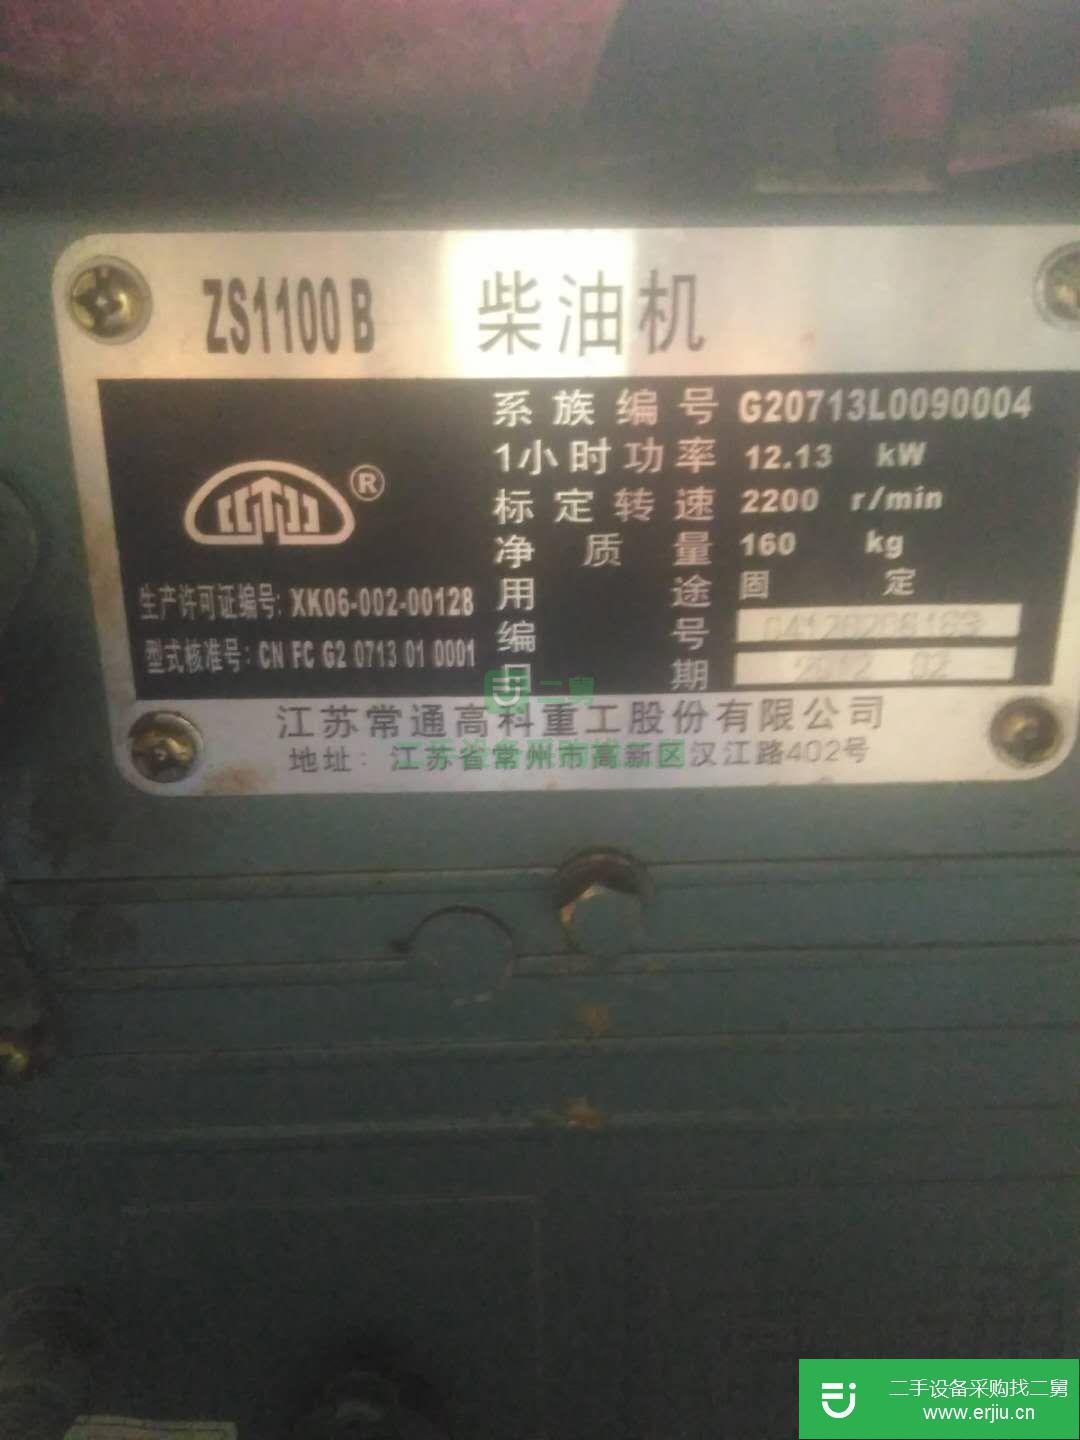 ZS1100B 柴油机
系族编号 G20713L0090004
1小时功率 12.13 kW
标定转速 2200 r/min
净质量 160 kg
用途 固定
编号
日期 2012 02
®
生产许可证编号: XK06-002-00128
型式核准号: CN FC G2 0713 01 0001
江苏常通高科重工股份有限公司
地址: 江苏省常州市高新区汉江路402号
二舅
二手设备采购找二舅
www.erjiu.cn